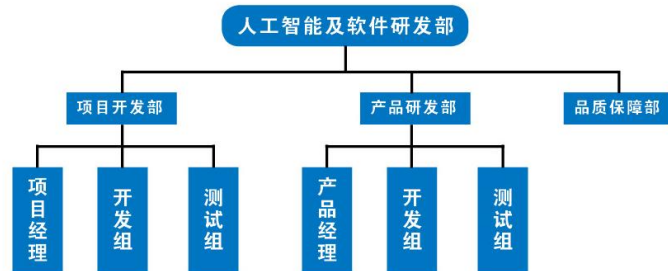 人工智能及软件研发部
项目开发部
产品研发部
品质保障部
项目经理
开发组
测试组
产品经理
开发组
测试组